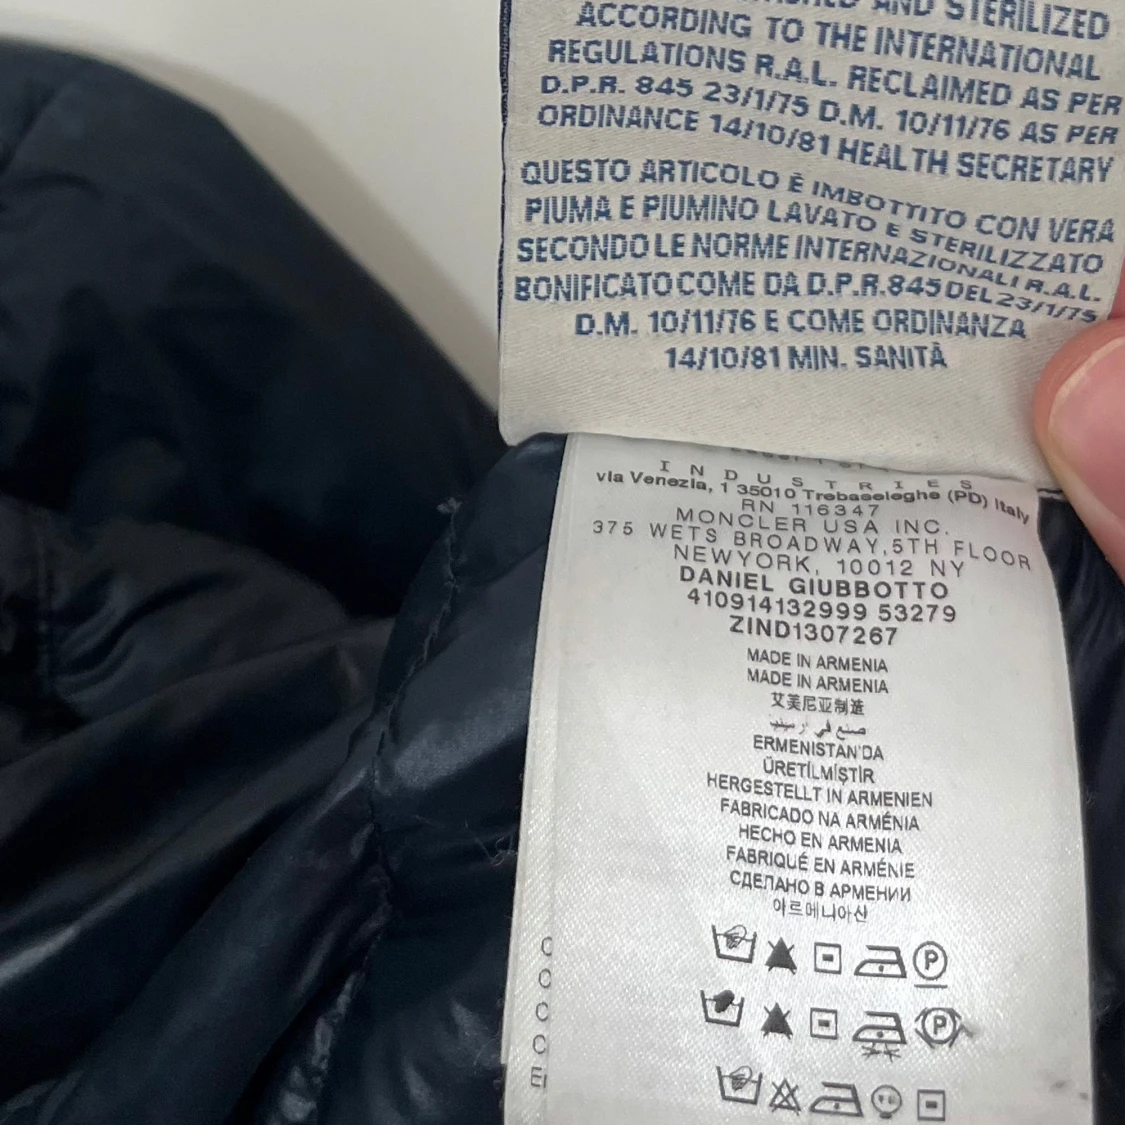 AND STERILIZED
ACCORDING TO THE INTERNATIONAL
REGULATIONS R.A.L. RECLAIMED AS PER
D.P.R. 845 23/1/75 D.M. 10/11/76 AS PER
ORDINANCE 14/10/81 HEALTH SECRETARY
QUESTO ARTICOLO È IMBOTTITO CON VERA
PIUMA E PIUMINO LAVATO E STERILIZZATO
SECONDO LE NORME INTERNAZIONALI R.A.L.
BONIFICATO COME DA D.P.R.845 DEL 23/1/75
D.M. 10/11/76 E COME ORDINANZA
14/10/81 MIN. SANITÀ
INDUSTRIES
via Venezia, 1 35010 Trebaseleghe (PD) Italy
RN 116347
MONCLER USA INC.
375 WETS BROADWAY,5TH FLOOR
NEWYORK, 10012 NY
DANIEL GIUBBOTTO
410914132999 53279
ZIND1307267
MADE IN ARMENIA
MADE IN ARMENIA
艾美尼亚制造
ERMENISTAN'DA
ÜRETİLMİŞTİR
HERGESTELLT IN ARMENIEN
FABRICADO NA ARMÉNIA
HECHO EN ARMENIA
FABRIQUÉ EN ARMÉNIE
СДЕЛАНО В АРМЕНИИ
아르메니아산
P
P